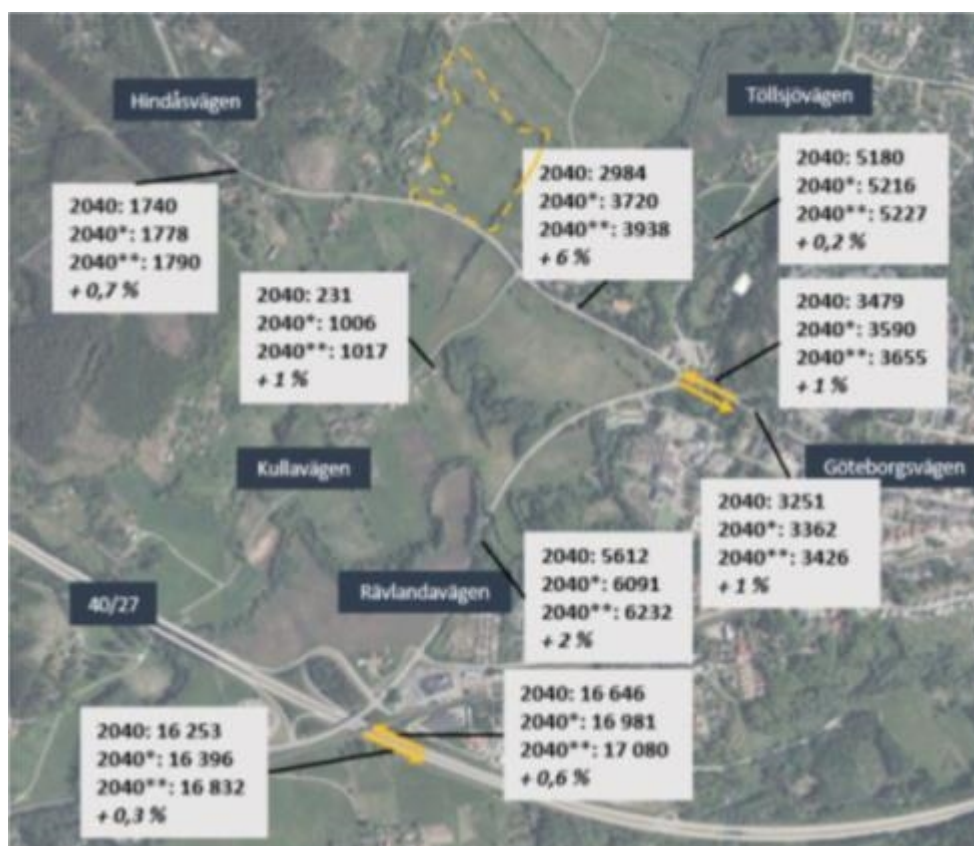 Hindåsvägen
Töllsjövägen
2040: 1740
2040*: 1778
2040**: 1790
+ 0,7 %
2040: 2984
2040*: 3720
2040**: 3938
+ 6 %
2040: 5180
2040*: 5216
2040**: 5227
+ 0,2 %
2040: 231
2040*: 1006
2040**: 1017
+ 1 %
2040: 3479
2040*: 3590
2040**: 3655
+ 1 %
Kullavägen
Göteborgsvägen
2040: 3251
2040*: 3362
2040**: 3426
+ 1 %
Rävlandavägen
2040: 5612
2040*: 6091
2040**: 6232
+ 2 %
40/27
2040: 16 253
2040*: 16 396
2040**: 16 832
+ 0,3 %
2040: 16 646
2040*: 16 981
2040**: 17 080
+ 0,6 %